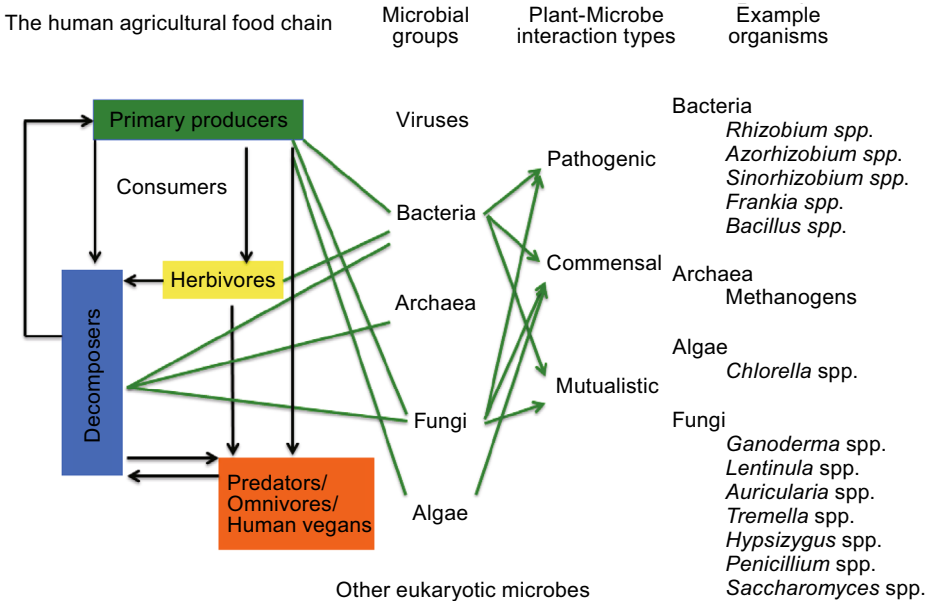 The human agricultural food chain
Microbial
groups
Plant-Microbe
interaction types
Example
organisms
Primary producers
Consumers
Herbivores
Decomposers
Predators/
Omnivores/
Human vegans
Viruses
Bacteria
Archaea
Fungi
Algae
Other eukaryotic microbes
Pathogenic
Commensal
Mutualistic
Bacteria
Rhizobium spp.
Azorhizobium spp.
Sinorhizobium spp.
Frankia spp.
Bacillus spp.
Archaea
Methanogens
Algae
Chlorella spp.
Fungi
Ganoderma spp.
Lentinula spp.
Auricularia spp.
Tremella spp.
Hypsizygus spp.
Penicillium spp.
Saccharomyces spp.